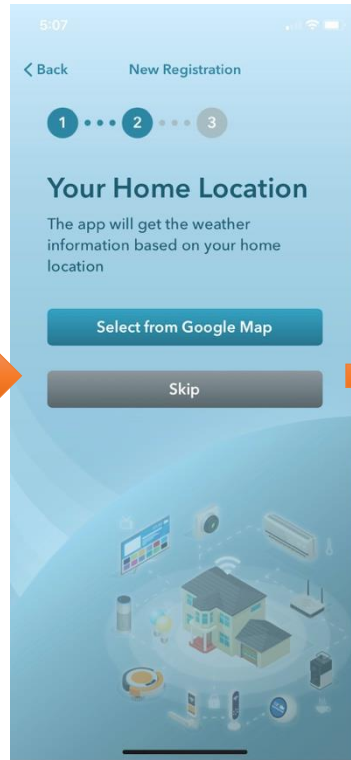 5:07
Back
New Registration
1
2
3
Your Home Location
The app will get the weather
information based on your home
location
Select from Google Map
Skip